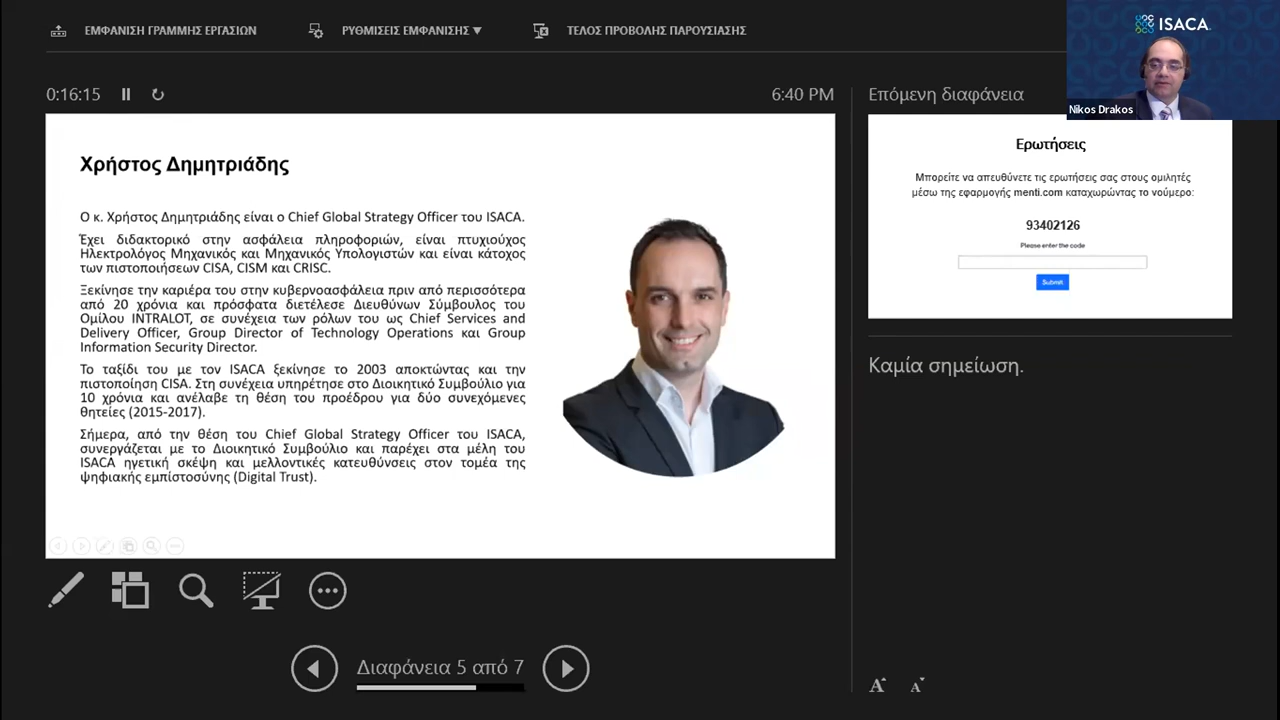 ΕΜΦΑΝΙΣΗ ΓΡΑΜΜΗΣ ΕΡΓΑΣΙΩΝ
ΡΥΘΜΙΣΕΙΣ ΕΜΦΑΝΙΣΗΣ
ΤΕΛΟΣ ΠΡΟΒΟΛΗΣ ΠΑΡΟΥΣΙΑΣΗΣ
ISACA
Nikos Drakos
0:16:15
6:40 PM
Χρήστος Δημητριάδης
Ο κ. Χρήστος Δημητριάδης είναι ο Chief Global Strategy Officer του ISACA.
Έχει διδακτορικό στην ασφάλεια πληροφοριών, είναι πτυχιούχος
Ηλεκτρολόγος Μηχανικός και Μηχανικός Υπολογιστών και είναι κάτοχος
των πιστοποιήσεων CISA, CISM και CRISC.
Ξεκίνησε την καριέρα του στην κυβερνοασφάλεια πριν από περισσότερα
από 20 χρόνια και πρόσφατα διετέλεσε Διευθύνων Σύμβουλος του
Ομίλου INTRALOT, σε συνέχεια των ρόλων του ως Chief Services and
Delivery Officer, Group Director of Technology Operations και Group
Information Security Director.
Το ταξίδι του με τον ISACA ξεκίνησε το 2003 αποκτώντας και την
πιστοποίηση CISA. Στη συνέχεια υπηρέτησε στο Διοικητικό Συμβούλιο για
10 χρόνια και ανέλαβε τη θέση του προέδρου για δύο συνεχόμενες
θητείες (2015-2017).
Σήμερα, από την θέση του Chief Global Strategy Officer του ISACA,
συνεργάζεται με το Διοικητικό Συμβούλιο και παρέχει στα μέλη του
ISACA ηγετική σκέψη και μελλοντικές κατευθύνσεις στον τομέα της
ψηφιακής εμπιστοσύνης (Digital Trust).
Επόμενη διαφάνεια
Ερωτήσεις
Μπορείτε να απευθύνετε τις ερωτήσεις σας στους ομιλητές
μέσω της εφαρμογής menti.com καταχωρώντας το νούμερο:
93402126
Please enter the code
Submit
Καμία σημείωση.
Διαφάνεια 5 από 7
A A